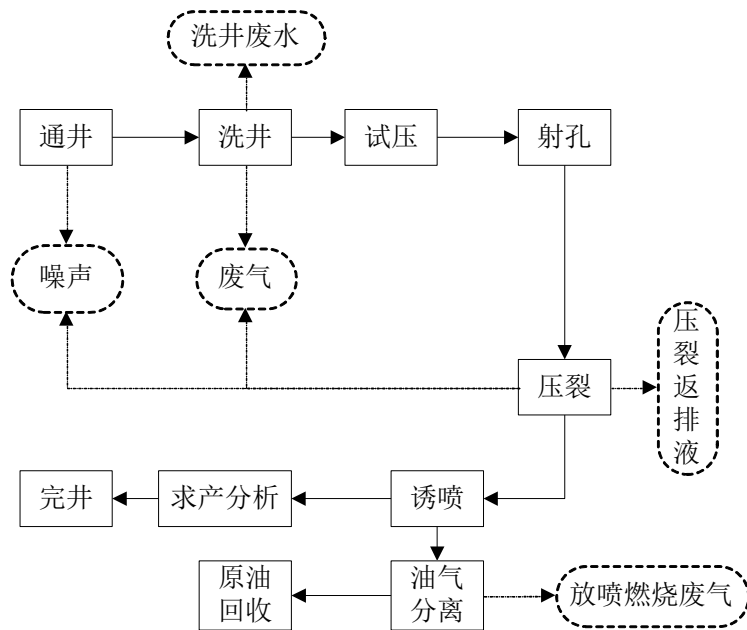 洗井废水
通井
洗井
试压
射孔
噪声
废气
压裂返排液
压裂
完井
求产分析
诱喷
原油
回收
油气
分离
放喷燃烧废气